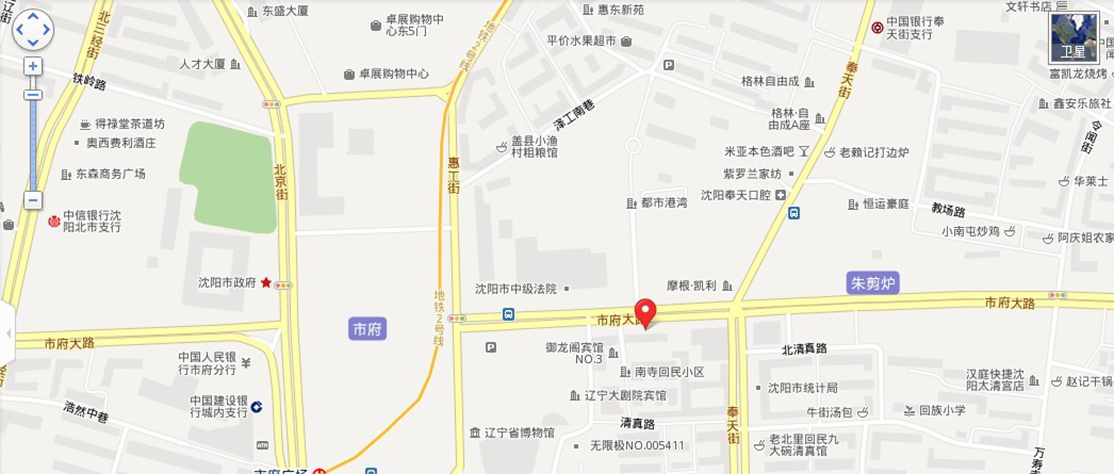 辽
街
东盛大厦
卓展购物中
心东5门
惠东新苑
平价水果超市
文轩书店
中国银行奉
天街支行
卫星
北三经街
人才大厦
卓展购物中心
地铁2号线
铁岭路
格林自由成
奉天街
富凯龙烧烤
鑫安乐旅社
得禄堂茶道坊
奥西费利酒庄
泽工南巷
格林·自
由成A座
令闻街
盖县小渔
村粗粮馆
米亚本色酒吧
老赖记打边炉
东森商务广场
北京街
惠工街
紫罗兰家纺
沈阳奉天口腔
华莱士
中信银行沈
阳北市支行
都市港湾
恒运豪庭
教场路
小南屯炒鸡
阿庆姐农家
沈阳市政府
沈阳市中级法院
摩根·凯利
朱剪炉
地铁2号线
市府
市府大路
市府大路
市府大路
中国人民银
行市府分行
御龙阁宾馆
NO.3
北清真路
南寺回民小区
汉庭快捷沈
阳太清宫店
赵记干锅
中国建设银
行城内支行
辽宁大剧院宾馆
沈阳市统计局
浩然中巷
清真路
奉天街
牛街汤包
回族小学
辽宁省博物馆
无限极NO.005411
老北里回民九
大碗清真馆
万寿
市府广场